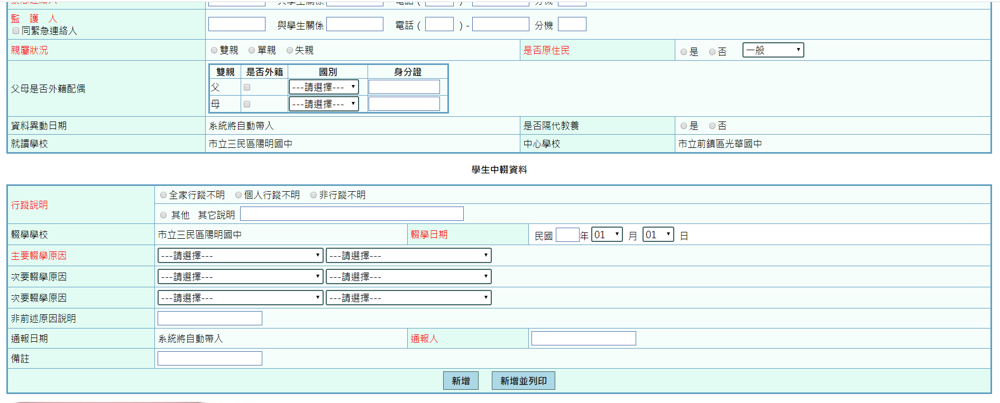 緊急連絡人 與學生關係 電話 ( ) - 分機
監 護 人
同緊急連絡人 與學生關係 電話 ( ) - 分機
親屬狀況 雙親 單親 失親 是否原住民 是 否 一般
父母是否外籍配偶
雙親 是否外籍 國別 身分證
父 ---請選擇---
母 ---請選擇---
資料異動日期 系統將自動帶入 是否隔代教養 是 否
就讀學校 市立三民區陽明國中 中心學校 市立前鎮區光華國中
學生中輟資料
行蹤說明 全家行蹤不明 個人行蹤不明 非行蹤不明
其他 其它說明
輟學學校 市立三民區陽明國中 輟學日期 民國 年 01 月 01 日
主要輟學原因 ---請選擇--- ---請選擇---
次要輟學原因 ---請選擇--- ---請選擇---
次要輟學原因 ---請選擇--- ---請選擇---
非前述原因說明
通報日期 系統將自動帶入 通報人
備註
新增 新增並列印